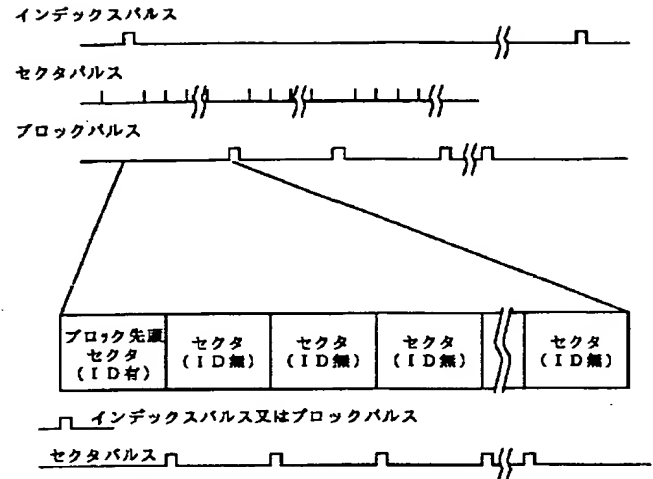 インデックスパルス
セクタパルス
ブロックパルス
ブロック先頭
セクタ
(ID有)
セクタ
(ID無)
セクタ
(ID無)
セクタ
(ID無)
セクタ
(ID無)
インデックスパルス又はブロックパルス
セクタパルス